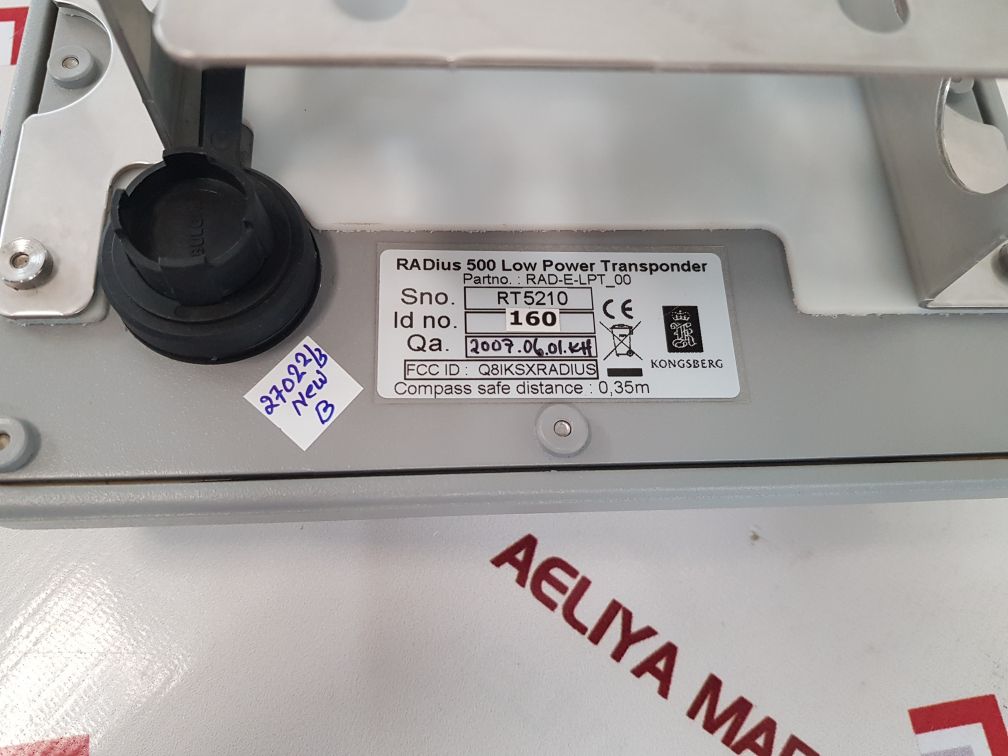 RADius 500 Low Power Transponder
Partno. : RAD-E-LPT_00
Sno. RT5210
Id no. 160
Qa. 2007.06.01.KH
FCC ID : Q8IKSXRADIUS
Compass safe distance : 0,35m
CE
KONGSBERG
27022/B
New
B
AELIYA MAR